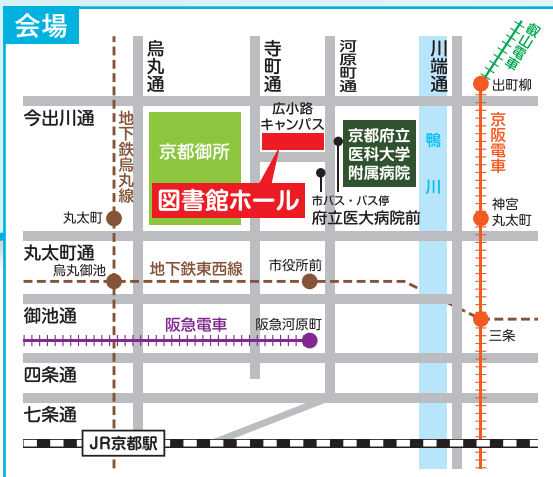 会場
烏丸通
寺町通
河原町通
川端通
叡山電車
出町柳
今出川通
地下鉄烏丸線
京都御所
広小路
キャンパス
京都府立
医科大学
附属病院
鴨川
京阪電車
図書館ホール
市バス・バス停
府立医大病院前
神宮
丸太町
丸太町
丸太町通
烏丸御池
地下鉄東西線
市役所前
御池通
阪急電車
阪急河原町
三条
四条通
七条通
JR京都駅